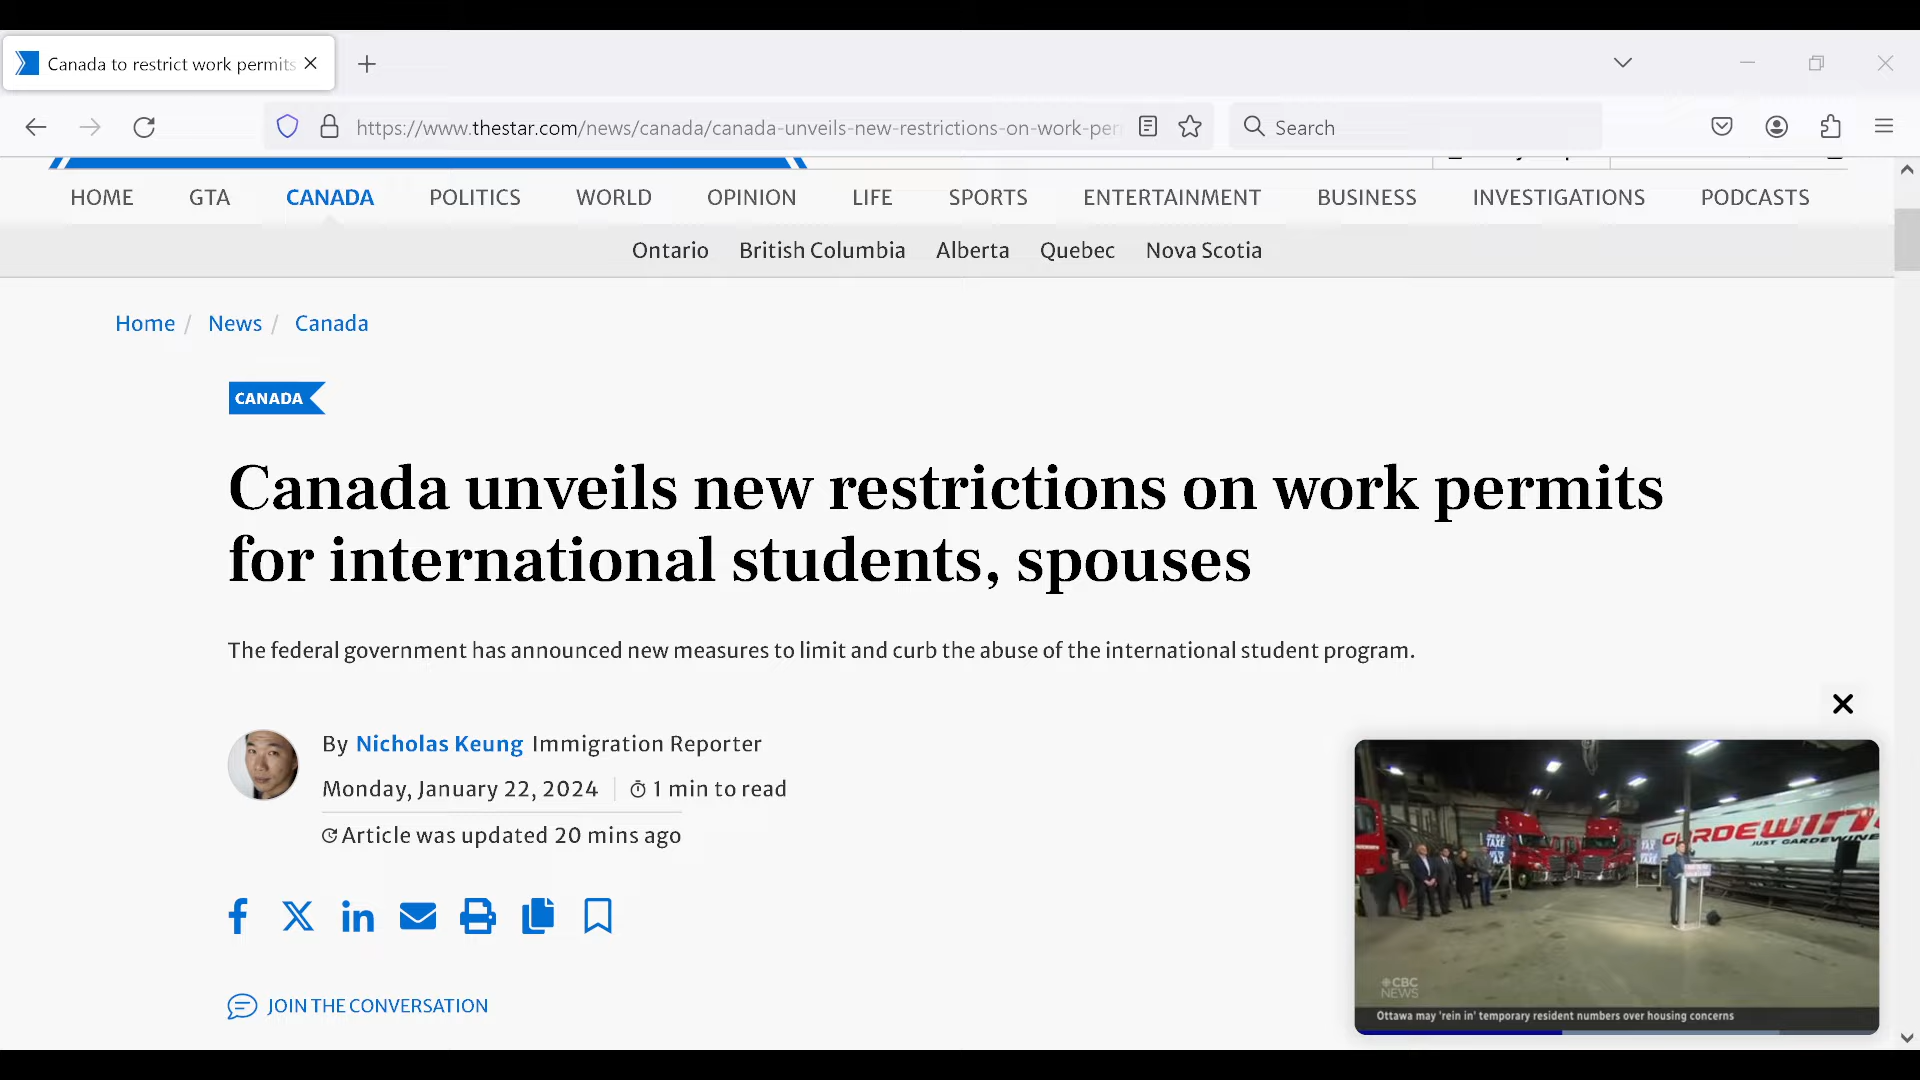 Canada to restrict work permits
https://www.thestar.com/news/canada/canada-unveils-new-restrictions-on-work-per
Search
HOME GTA CANADA POLITICS WORLD OPINION LIFE SPORTS ENTERTAINMENT BUSINESS INVESTIGATIONS PODCASTS
Ontario British Columbia Alberta Quebec Nova Scotia
Home / News / Canada
CANADA
Canada unveils new restrictions on work permits
for international students, spouses
The federal government has announced new measures to limit and curb the abuse of the international student program.
By Nicholas Keung Immigration Reporter
Monday, January 22, 2024 1 min to read
Article was updated 20 mins ago
JOIN THE CONVERSATION
GARDEWINE
JUST GARDEWINE
TAXE
TAX
CBC
NEWS
Ottawa may 'rein in' temporary resident numbers over housing concerns